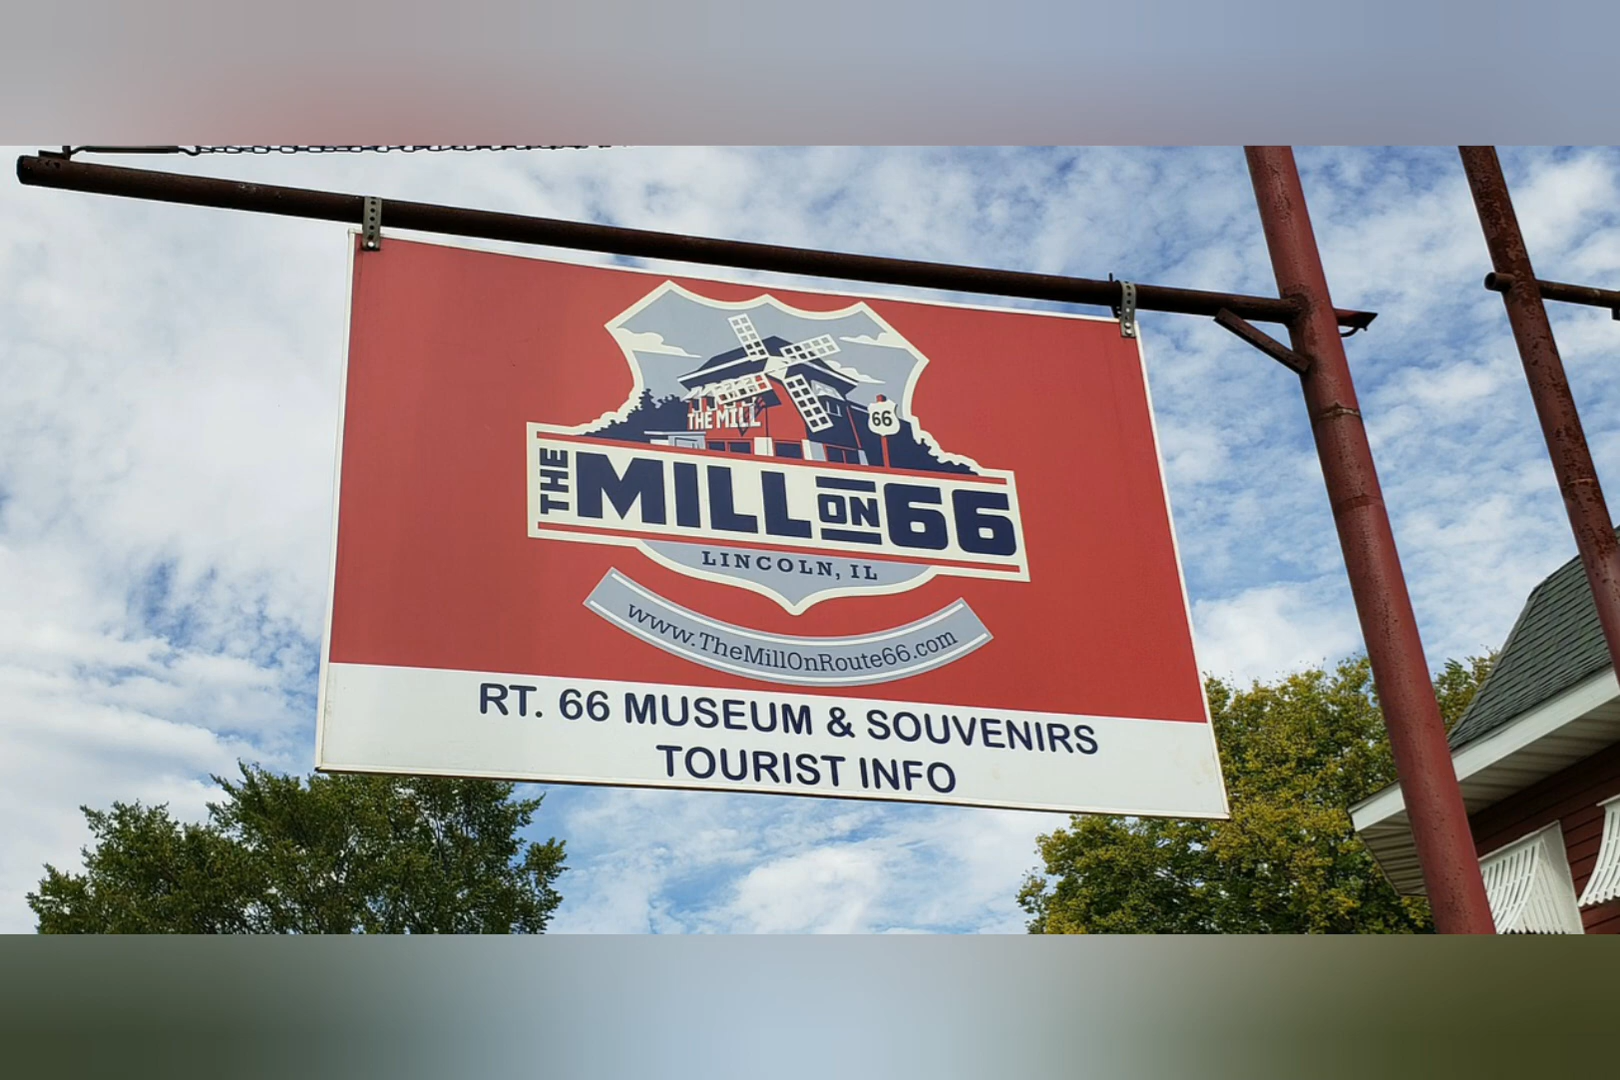 THE MILL
66
THE MILL ON 66
LINCOLN, IL
www.TheMillOnRoute66.com
RT. 66 MUSEUM & SOUVENIRS
TOURIST INFO